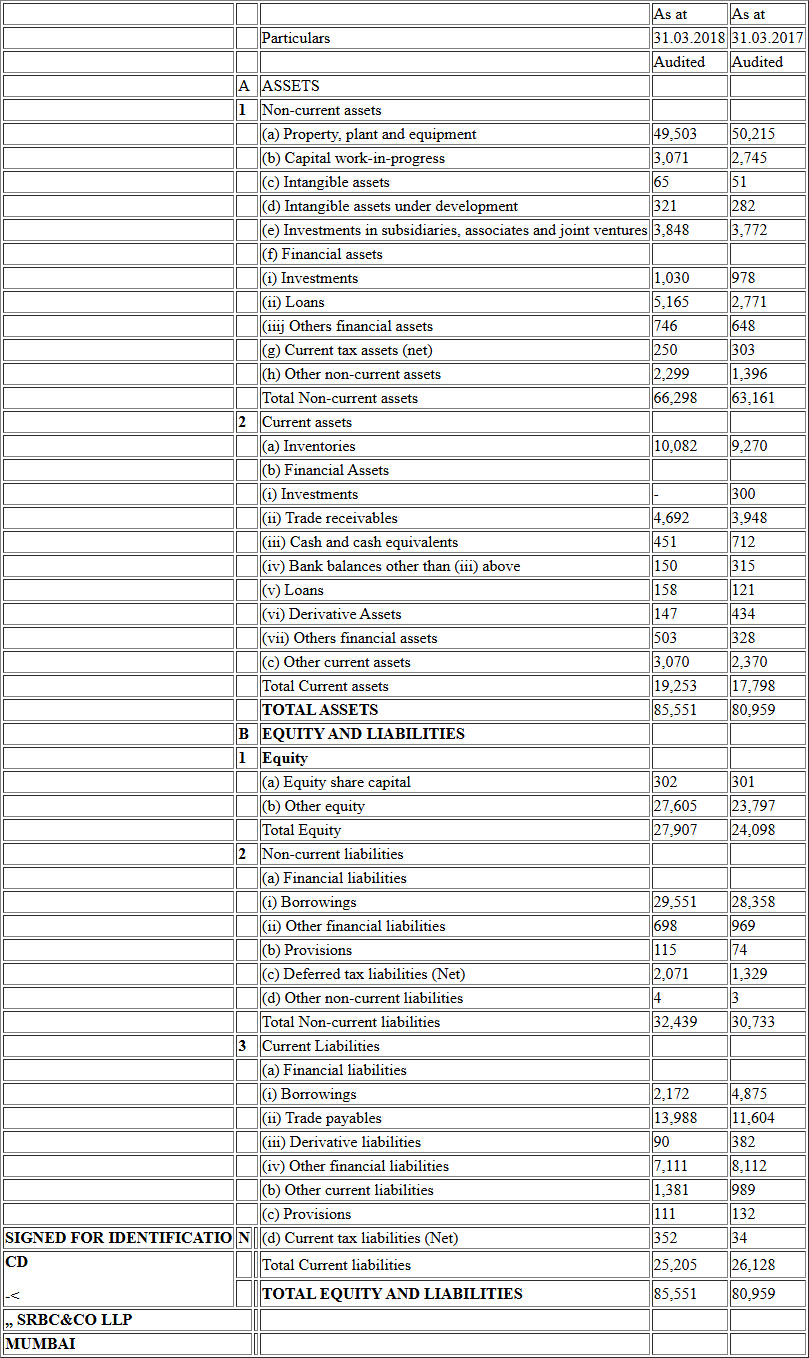 As at As at
Particulars 31.03.2018 31.03.2017
Audited Audited
A ASSETS
1 Non-current assets
(a) Property, plant and equipment 49,503 50,215
(b) Capital work-in-progress 3,071 2,745
(c) Intangible assets 65 51
(d) Intangible assets under development 321 282
(e) Investments in subsidiaries, associates and joint ventures 3,848 3,772
(f) Financial assets
(i) Investments 1,030 978
(ii) Loans 5,165 2,771
(iiij Others financial assets 746 648
(g) Current tax assets (net) 250 303
(h) Other non-current assets 2,299 1,396
Total Non-current assets 66,298 63,161
2 Current assets
(a) Inventories 10,082 9,270
(b) Financial Assets
(i) Investments - 300
(ii) Trade receivables 4,692 3,948
(iii) Cash and cash equivalents 451 712
(iv) Bank balances other than (iii) above 150 315
(v) Loans 158 121
(vi) Derivative Assets 147 434
(vii) Others financial assets 503 328
(c) Other current assets 3,070 2,370
Total Current assets 19,253 17,798
TOTAL ASSETS 85,551 80,959
B EQUITY AND LIABILITIES
1 Equity
(a) Equity share capital 302 301
(b) Other equity 27,605 23,797
Total Equity 27,907 24,098
2 Non-current liabilities
(a) Financial liabilities
(i) Borrowings 29,551 28,358
(ii) Other financial liabilities 698 969
(b) Provisions 115 74
(c) Deferred tax liabilities (Net) 2,071 1,329
(d) Other non-current liabilities 4 3
Total Non-current liabilities 32,439 30,733
3 Current Liabilities
(a) Financial liabilities
(i) Borrowings 2,172 4,875
(ii) Trade payables 13,988 11,604
(iii) Derivative liabilities 90 382
(iv) Other financial liabilities 7,111 8,112
(b) Other current liabilities 1,381 989
(c) Provisions 111 132
SIGNED FOR IDENTIFICATIO N (d) Current tax liabilities (Net) 352 34
CD Total Current liabilities 25,205 26,128
-< TOTAL EQUITY AND LIABILITIES 85,551 80,959
„ SRBC&CO LLP
MUMBAI